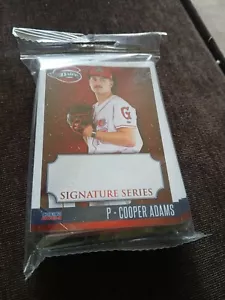 G
SIGNATURE SERIES
P - COOPER ADAMS